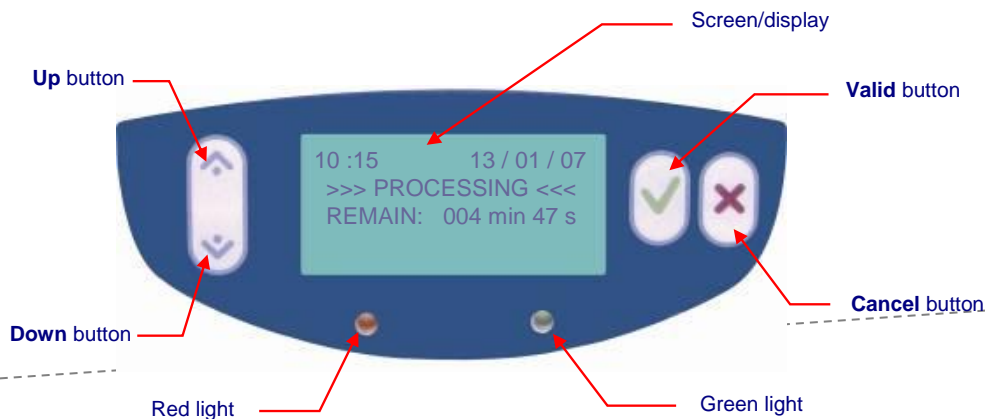 Screen/display
Up button
Valid button
10 :15 13 / 01 / 07
>>> PROCESSING <<<
REMAIN: 004 min 47 s
Cancel button
Down button
Red light
Green light